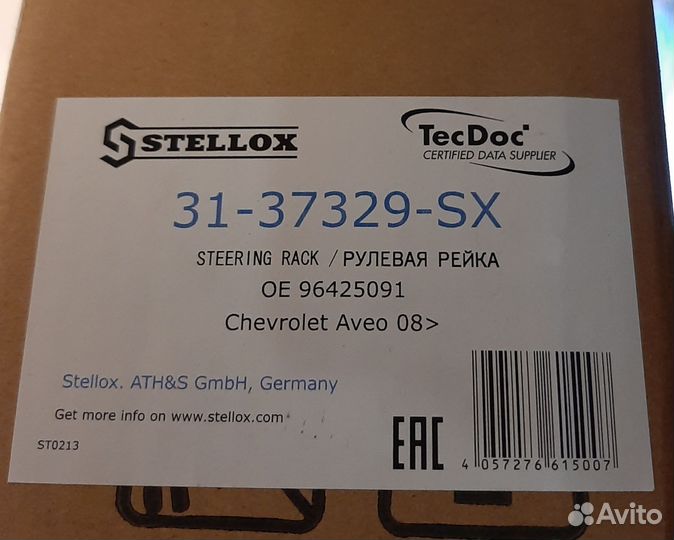 STELLOX
TecDoc
CERTIFIED DATA SUPPLIER
31-37329-SX
STEERING RACK / РУЛЕВАЯ РЕЙКА
OE 96425091
Chevrolet Aveo 08>
Stellox. ATH&S GmbH, Germany
Get more info on www.stellox.com
ST0213
EAC
4 057276 615007
Avito